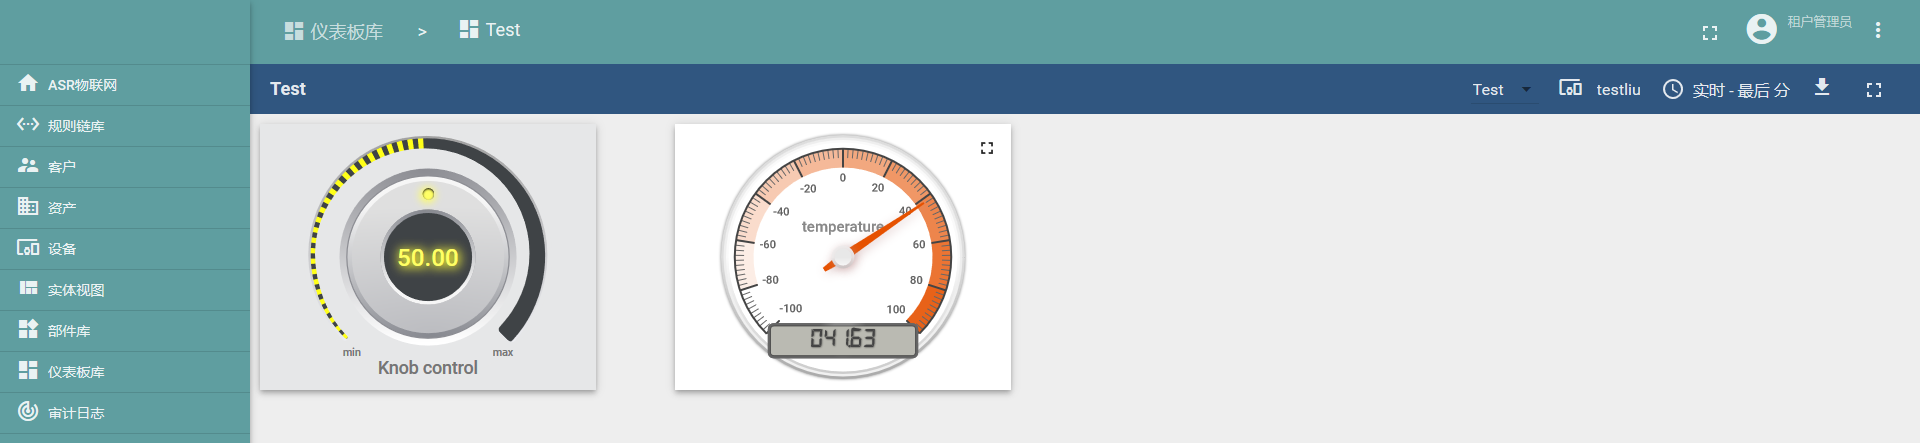 仪表板库 > Test
租户管理员
ASR物联网
规则链库
客户
资产
设备
实体视图
部件库
仪表板库
审计日志
Test
Test
testliu
实时 - 最后 分
50.00
min
max
Knob control
-100
-80
-60
-40
-20
0
20
40
60
80
100
temperature
041.63